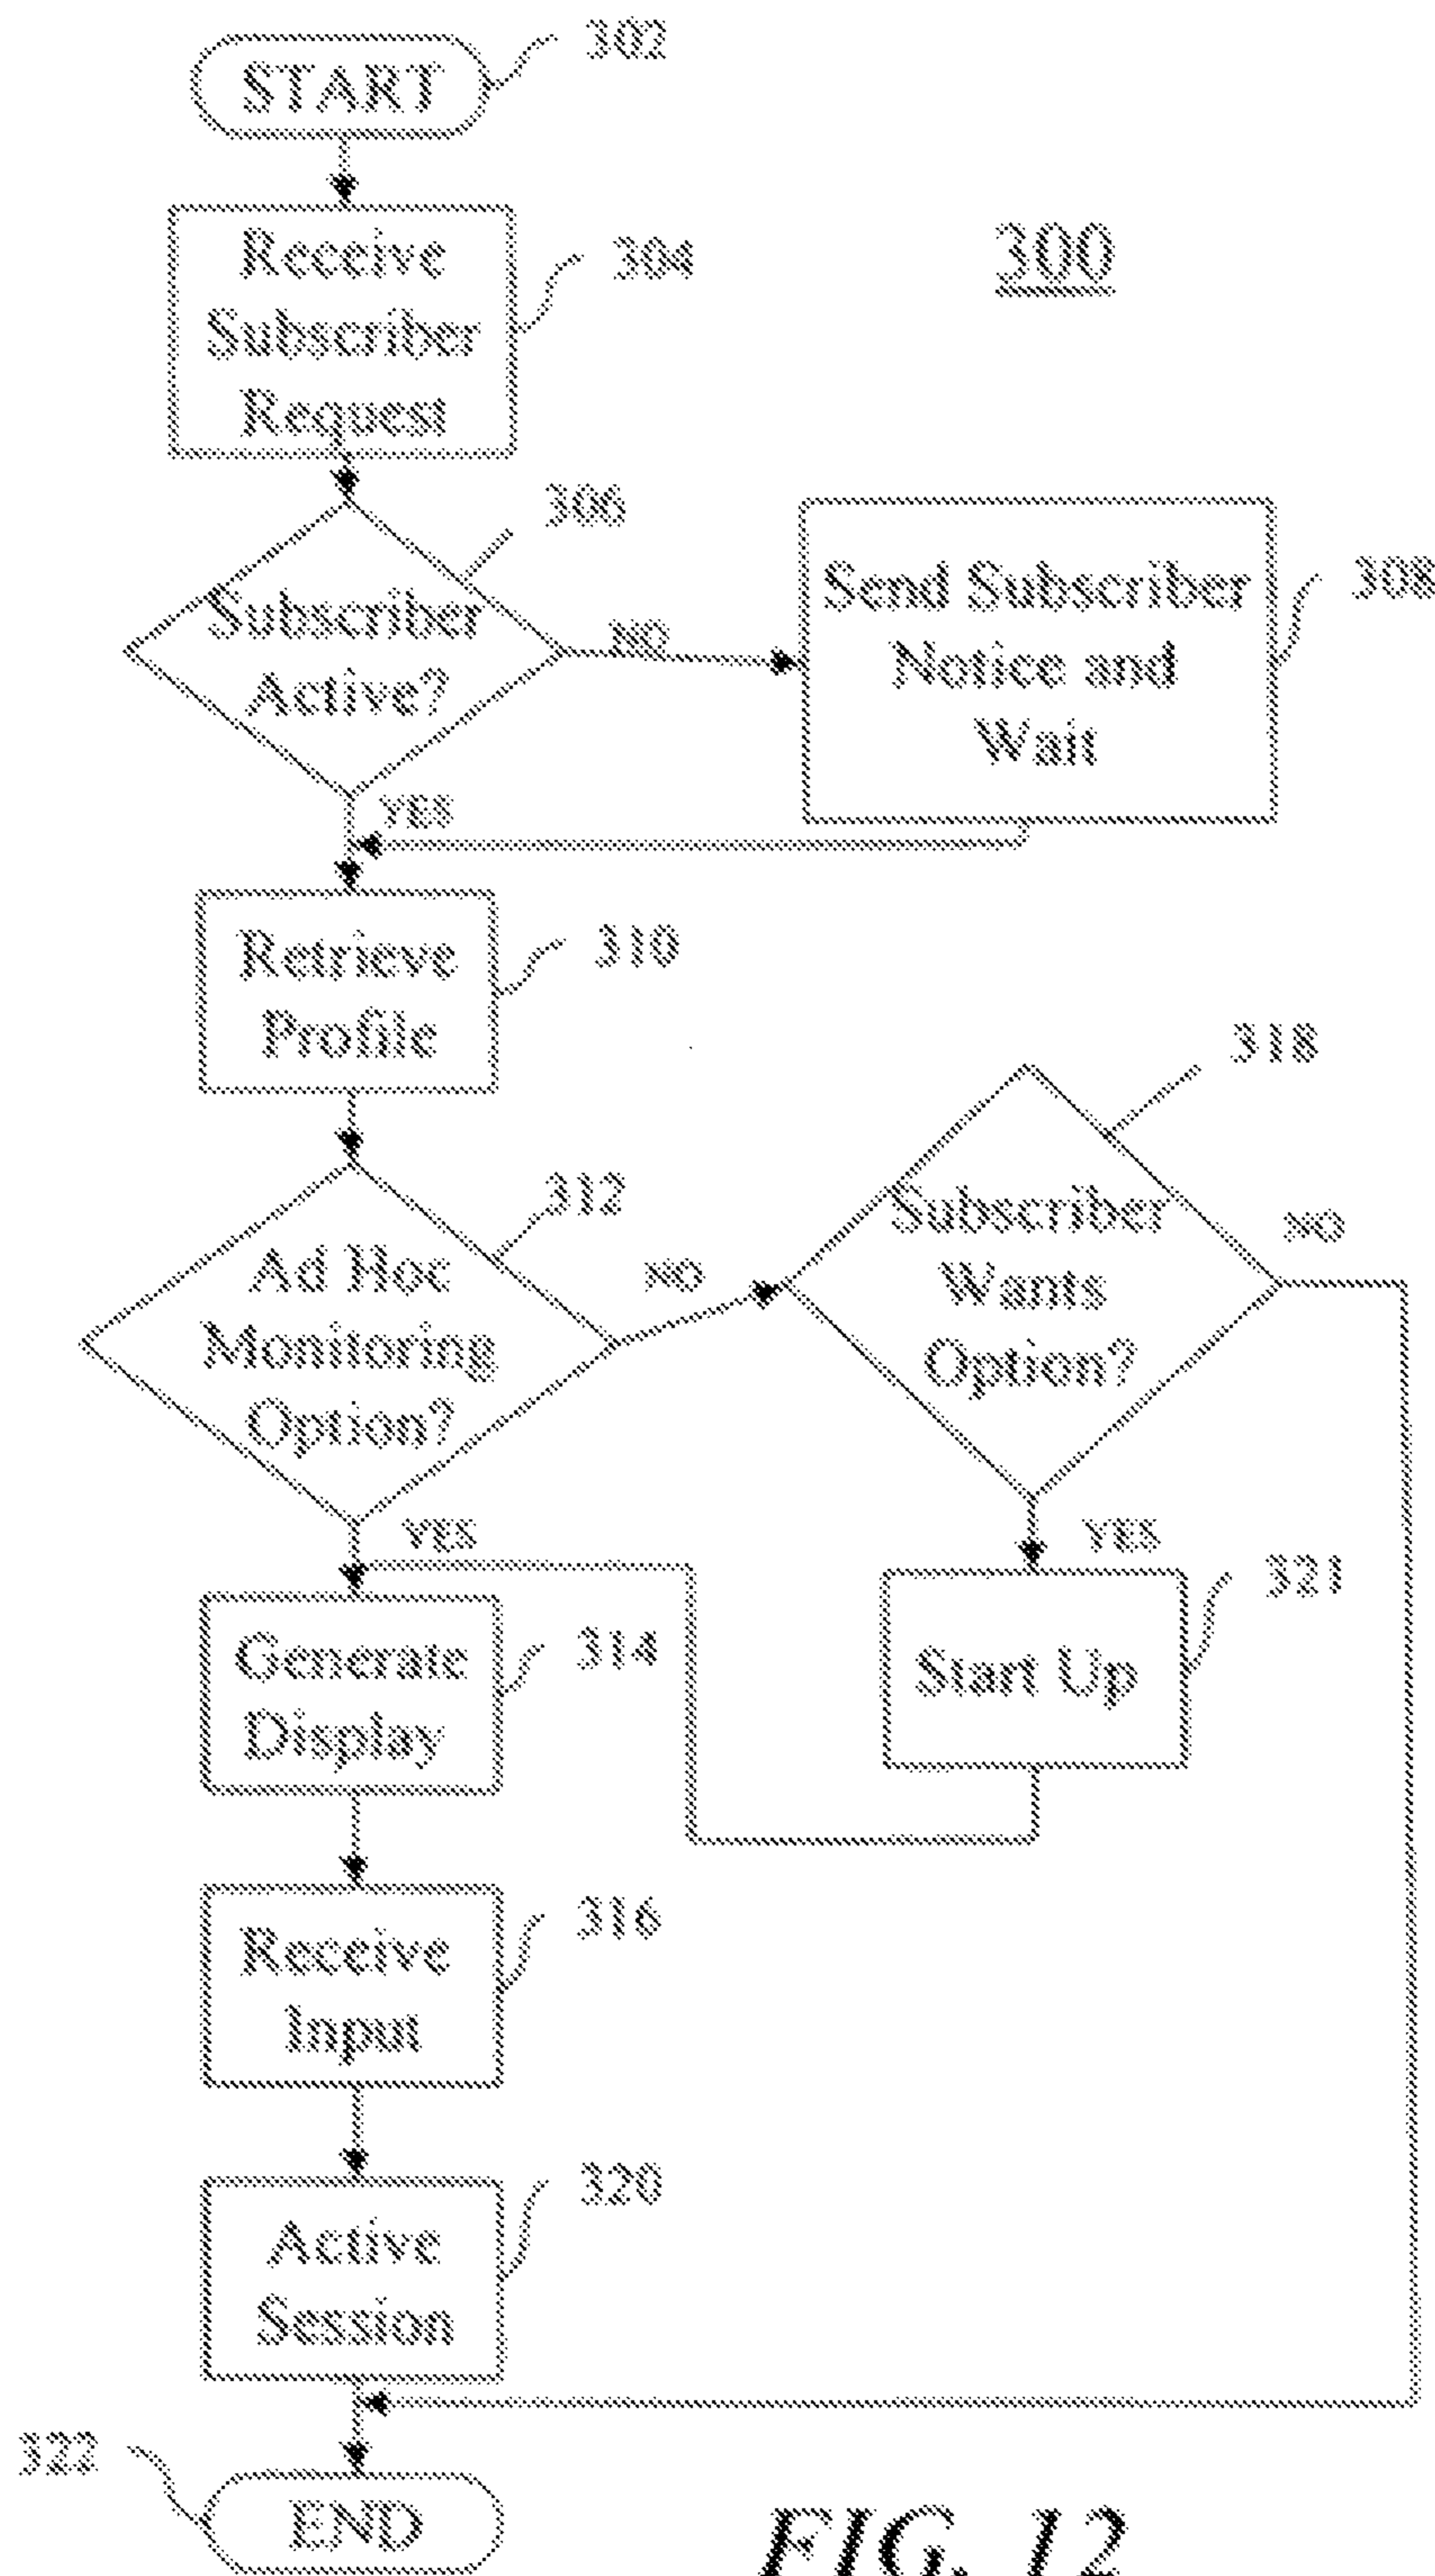 START
302
Receive
Subscriber
Request
304
300
306
Subscriber
Active?
NO
Send Subscriber
Notice and
Wait
308
YES
Retrieve
Profile
310
318
312
Ad Hoc
Monitoring
Option?
NO
Subscriber
Wants
Option?
NO
YES
YES
321
Generate
Display
314
Start Up
Receive
Input
316
Active
Session
320
322
END
FIG. 12